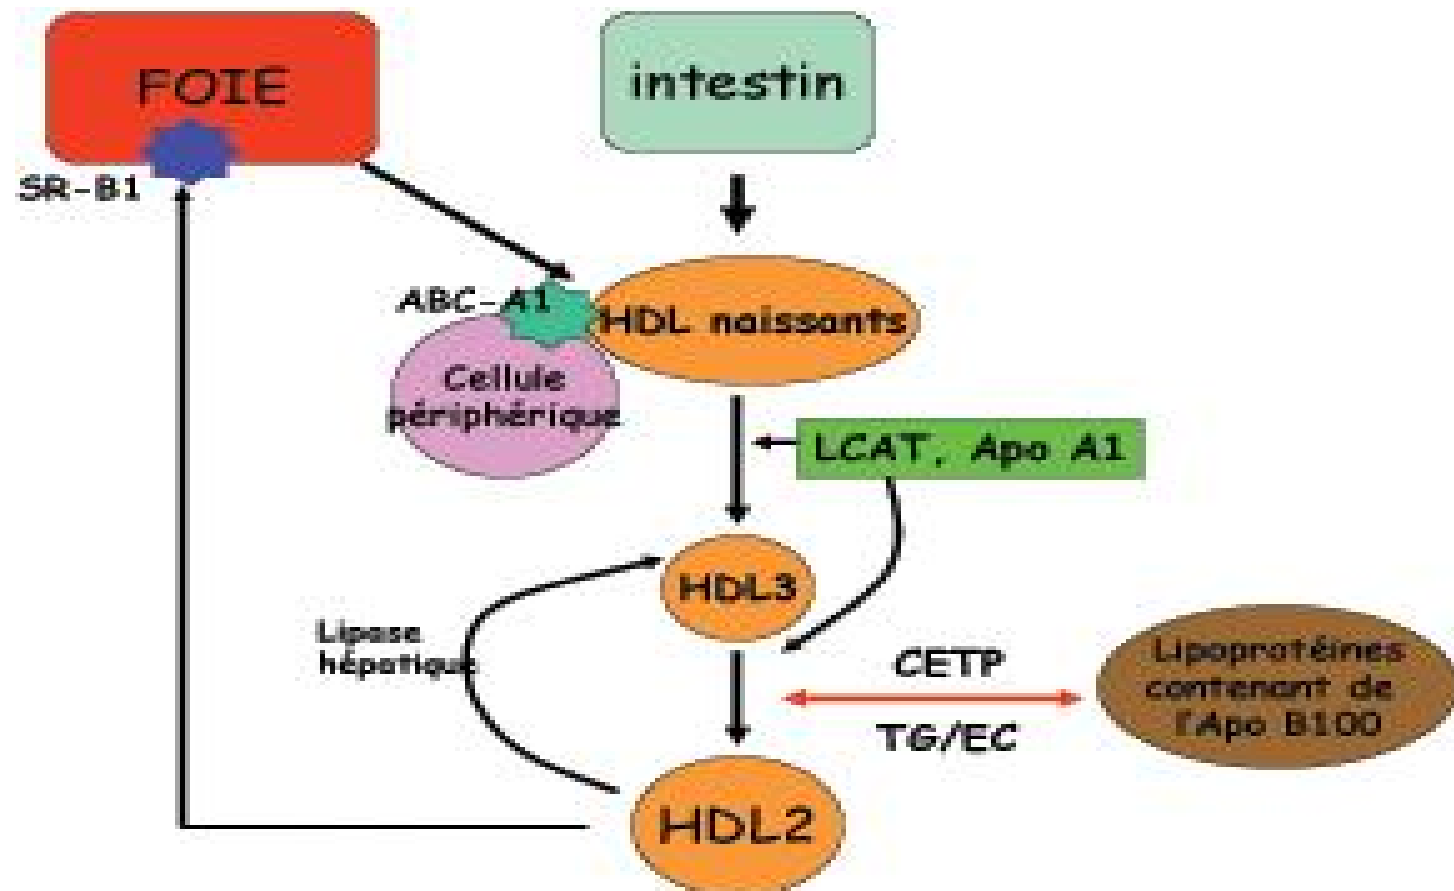 FOIE
intestin
SR-B1
ABC-A1
HDL naissants
Cellule
périphérique
LCAT, Apo A1
HDL3
Lipase
hépatique
CETP
TG/EC
Lipoprotéines
contenant de
l'Apo B100
HDL2